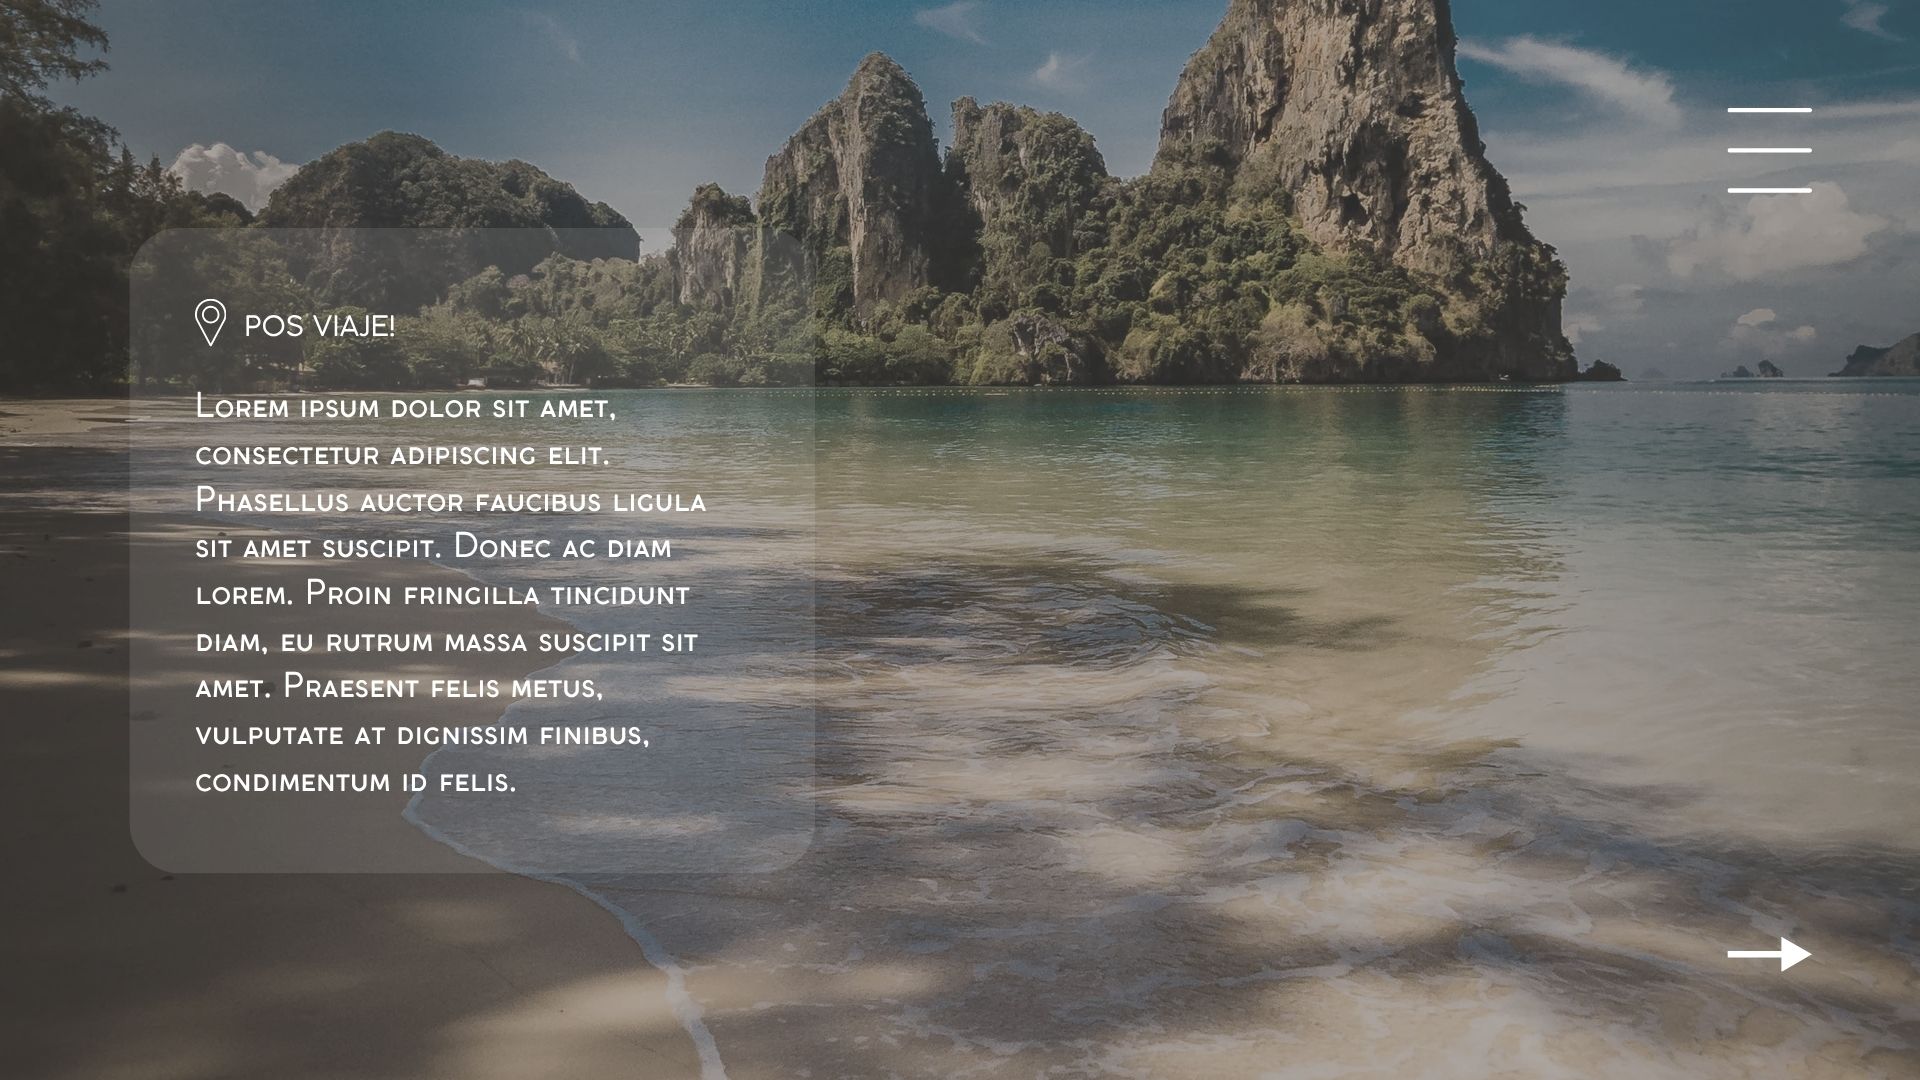 POS VIAJE!
Lorem ipsum dolor sit amet,
consectetur adipiscing elit.
Phasellus auctor faucibus ligula
sit amet suscipit. Donec ac diam
lorem. Proin fringilla tincidunt
diam, eu rutrum massa suscipit sit
amet. Praesent felis metus,
vulputate at dignissim finibus,
condimentum id felis.